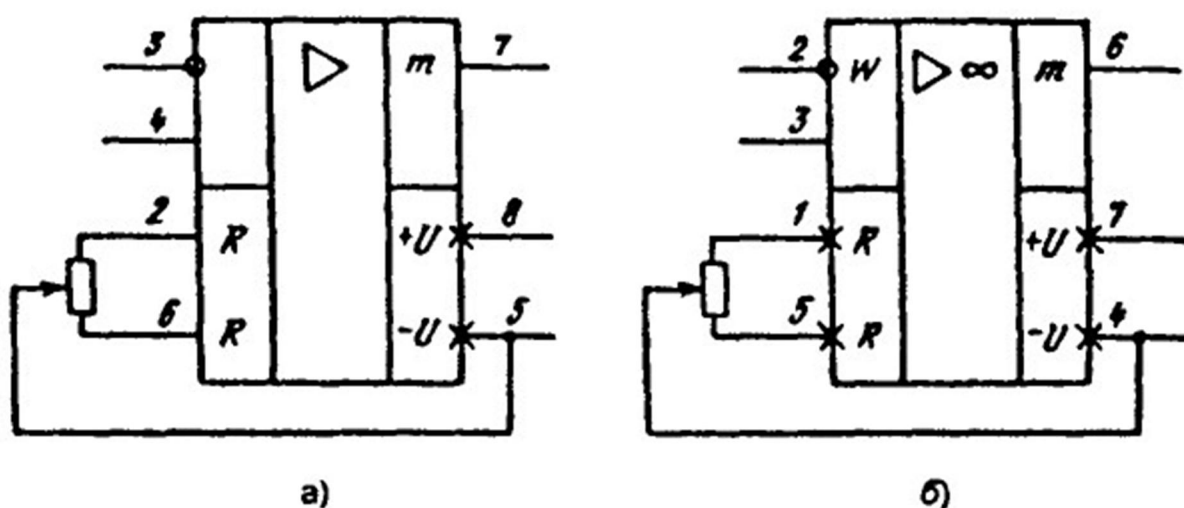 3 7 m
4
2 R +U 8
6 R -U 5
а)
2 W ∞ m 6
3
1 R +U 7
5 R -U 4
б)